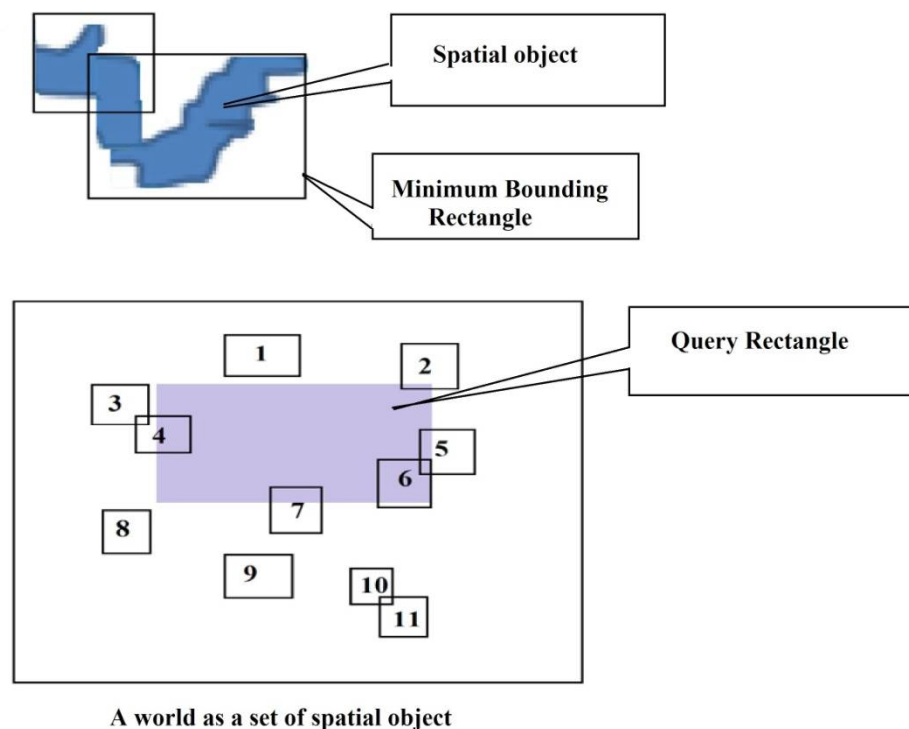 Spatial object
Minimum Bounding
Rectangle
Query Rectangle
1
2
3
4
5
6
7
8
9
10
11
A world as a set of spatial object